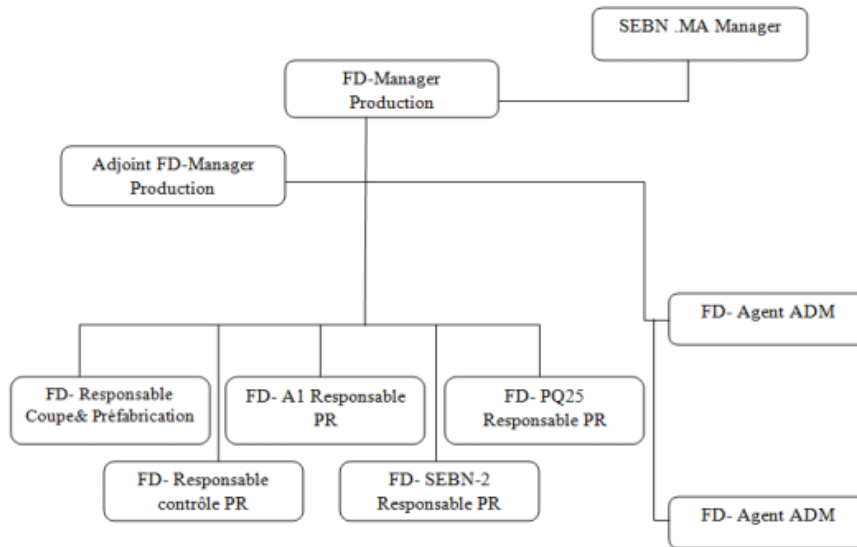 SEBN .MA Manager
FD-Manager
Production
Adjoint FD-Manager
Production
FD- Agent ADM
FD- Responsable
Coupe& Préfabrication
FD- A1 Responsable
PR
FD- PQ25
Responsable PR
FD- Responsable
contrôle PR
FD- SEBN-2
Responsable PR
FD- Agent ADM